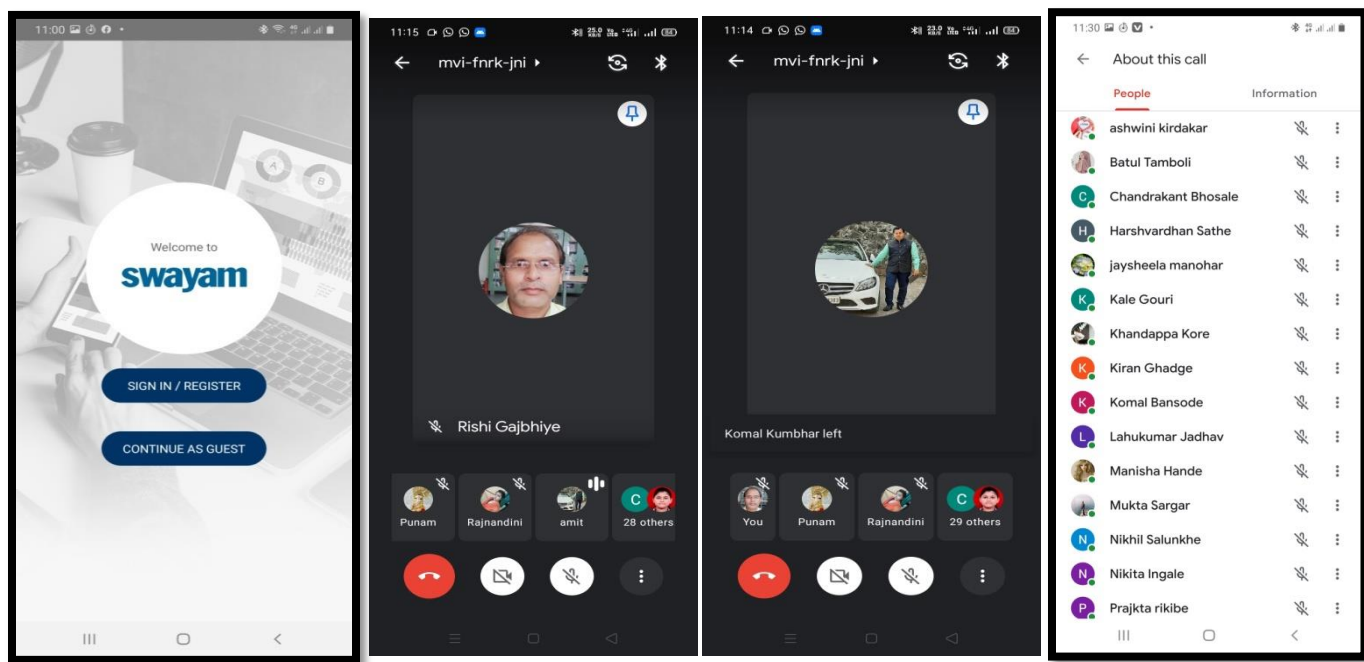 11:00
Welcome to
swayam
SIGN IN / REGISTER
CONTINUE AS GUEST
11:15
mvi-fnrk-jni
Rishi Gajbhiye
Punam
Rajnandini
amit
C
28 others
11:14
mvi-fnrk-jni
Komal Kumbhar left
You
Punam
Rajnandini
C
29 others
11:30
About this call
People Information
ashwini kirdakar
Batul Tamboli
C Chandrakant Bhosale
H Harshvardhan Sathe
jaysheela manohar
K Kale Gouri
Khandappa Kore
K Kiran Ghadge
K Komal Bansode
L Lahukumar Jadhav
Manisha Hande
Mukta Sargar
N Nikhil Salunkhe
N Nikita Ingale
P Prajkta rikibe